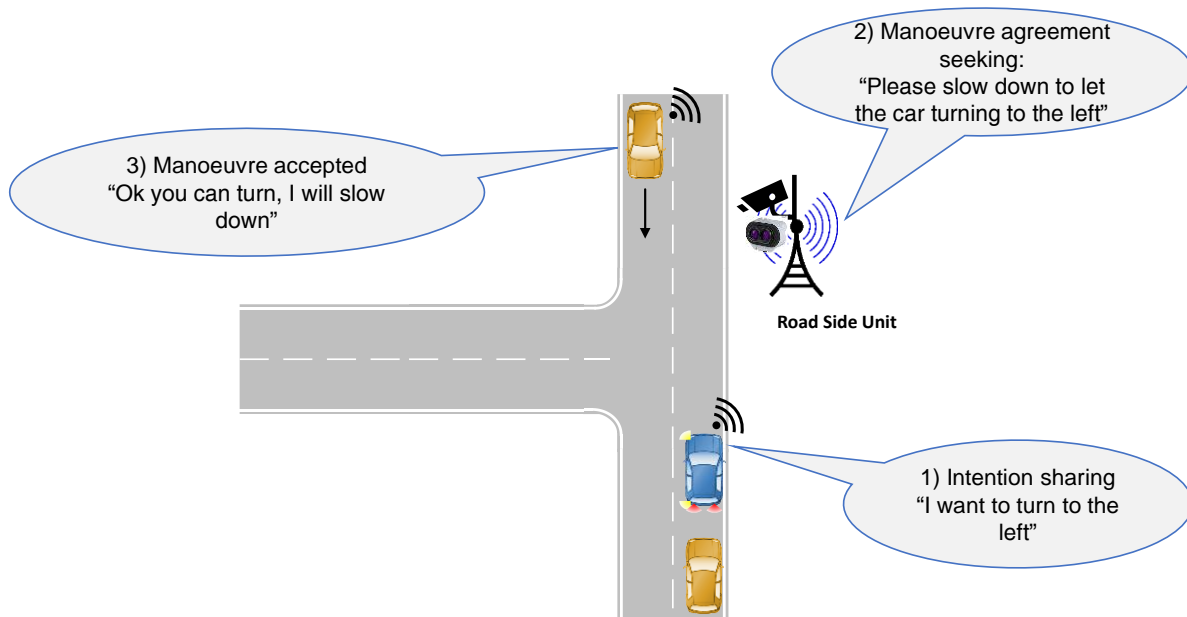 2) Manoeuvre agreement
seeking:
“Please slow down to let
the car turning to the left”
3) Manoeuvre accepted
“Ok you can turn, I will slow
down”
Road Side Unit
1) Intention sharing
“I want to turn to the
left”